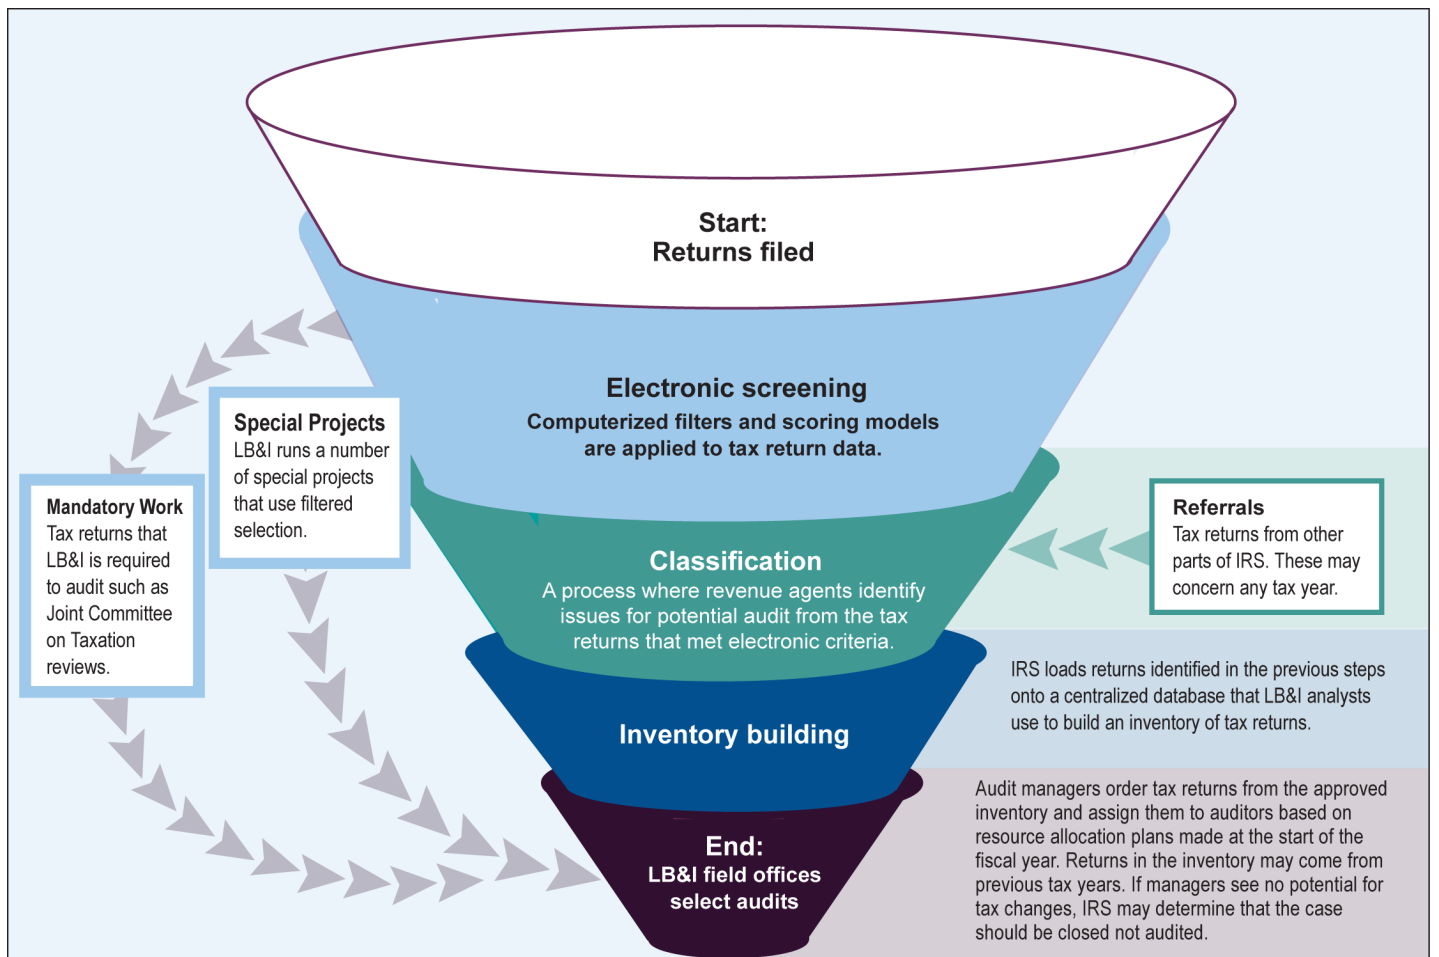 Start:
Returns filed
Electronic screening
Computerized filters and scoring models
are applied to tax return data.
Special Projects
LB&I runs a number
of special projects
that use filtered
selection.
Mandatory Work
Tax returns that
LB&I is required
to audit such as
Joint Committee
on Taxation
reviews.
Classification
A process where revenue agents identify
issues for potential audit from the tax
returns that met electronic criteria.
Referrals
Tax returns from other
parts of IRS. These may
concern any tax year.
Inventory building
IRS loads returns identified in the previous steps
onto a centralized database that LB&I analysts
use to build an inventory of tax returns.
End:
LB&I field offices
select audits
Audit managers order tax returns from the approved
inventory and assign them to auditors based on
resource allocation plans made at the start of the
fiscal year. Returns in the inventory may come from
previous tax years. If managers see no potential for
tax changes, IRS may determine that the case
should be closed not audited.